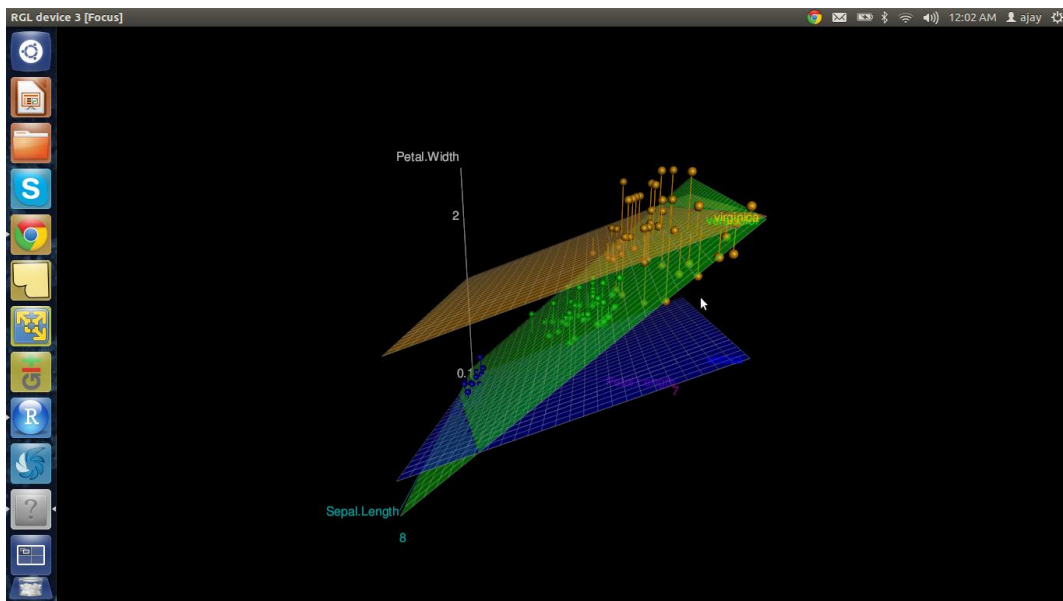 RGL device 3 [Focus]
12:02 AM ajay
Petal.Width
2
virginica
0.1
7
Sepal.Length
8